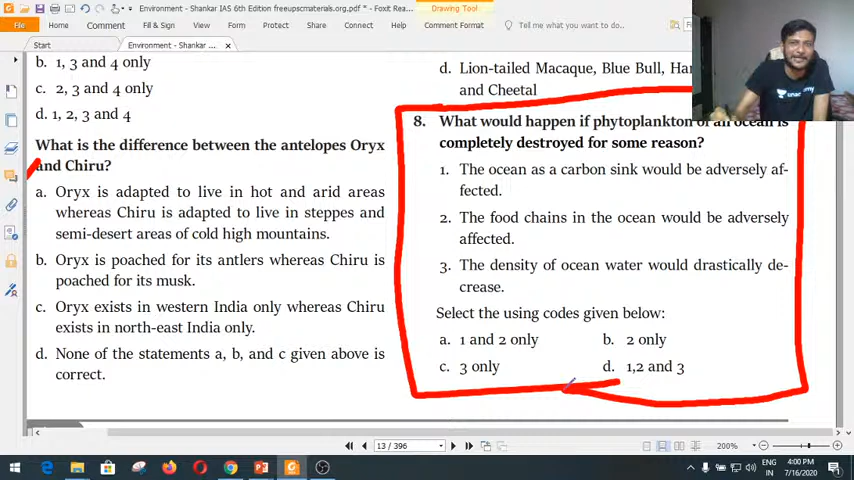 Environment - Shankar IAS 6th Edition freeupscmaterials.org.pdf * - Foxit Rea...
Drawing Tool
File
Home
Comment
Fill & Sign
View
Form
Protect
Share
Help
Comment Format
Tell me what you want to do...
Start
Environment - Shankar ...
b. 1, 3 and 4 only
c. 2, 3 and 4 only
d. 1, 2, 3 and 4
What is the difference between the antelopes Oryx
and Chiru?
a. Oryx is adapted to live in hot and arid areas
whereas Chiru is adapted to live in steppes and
semi-desert areas of cold high mountains.
b. Oryx is poached for its antlers whereas Chiru is
poached for its musk.
c. Oryx exists in western India only whereas Chiru
exists in north-east India only.
d. None of the statements a, b, and c given above is
correct.
d. Lion-tailed Macaque, Blue Bull,
and Cheetal
8. What would happen if phytoplankton of an ocean is
completely destroyed for some reason?
1. The ocean as a carbon sink would be adversely af-
fected.
2. The food chains in the ocean would be adversely
affected.
3. The density of ocean water would drastically de-
crease.
Select the using codes given below:
a. 1 and 2 only
b. 2 only
c. 3 only
d. 1,2 and 3
13 / 396
200%
ENG
IN
4:00 PM
7/16/2020